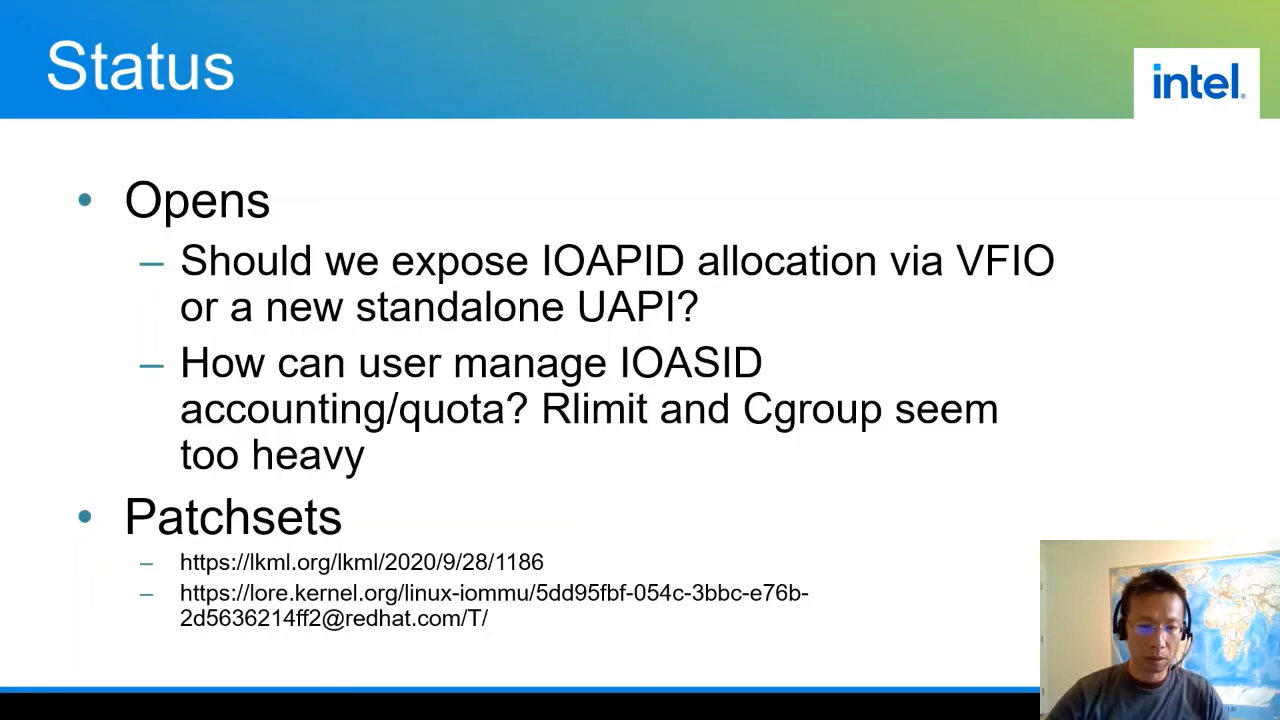 Status
intel.
Opens
Should we expose IOAPID allocation via VFIO
or a new standalone UAPI?
How can user manage IOASID
accounting/quota? Rlimit and Cgroup seem
too heavy
Patchsets
https://lkml.org/lkml/2020/9/28/1186
https://lore.kernel.org/linux-iommu/5dd95fbf-054c-3bbc-e76b-
2d5636214ff2@redhat.com/T/